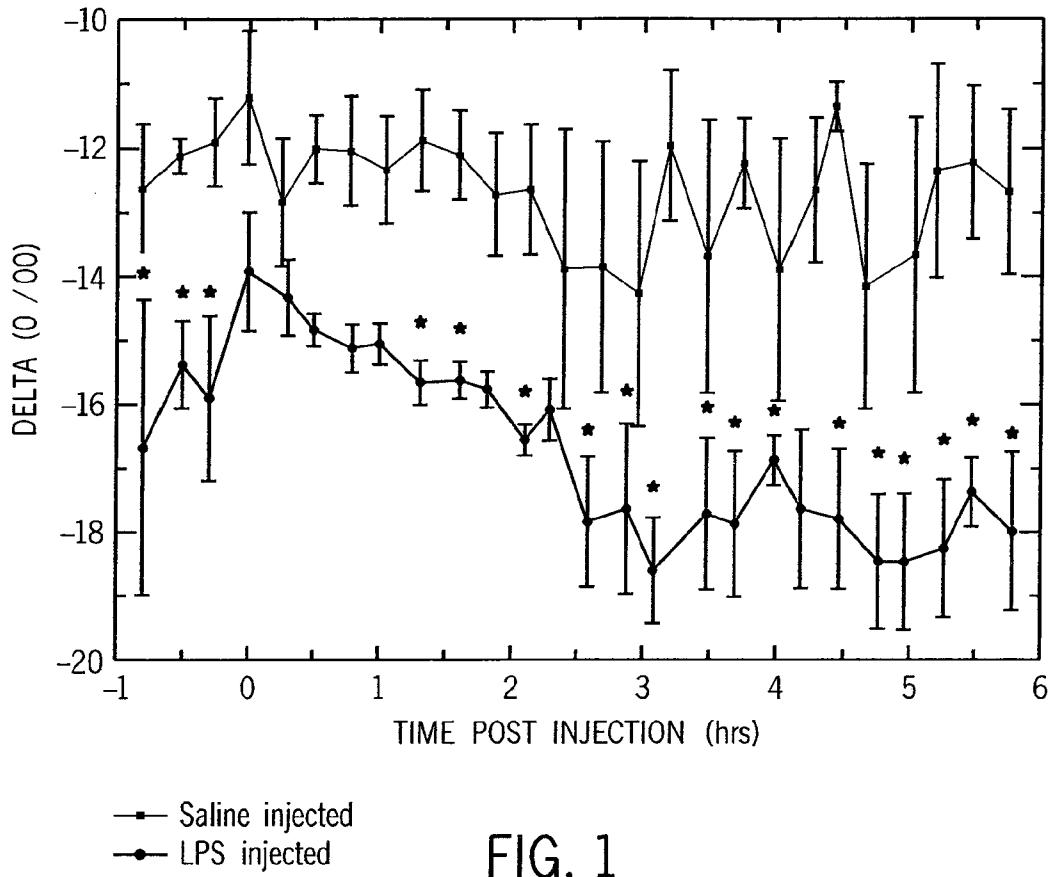 -10
-12
-14
-16
-18
-20
DELTA (0 /00)
* * * * * * * * * * * * * * * * * *
-1 0 1 2 3 4 5 6
TIME POST INJECTION (hrs)
Saline injected
LPS injected
FIG. 1